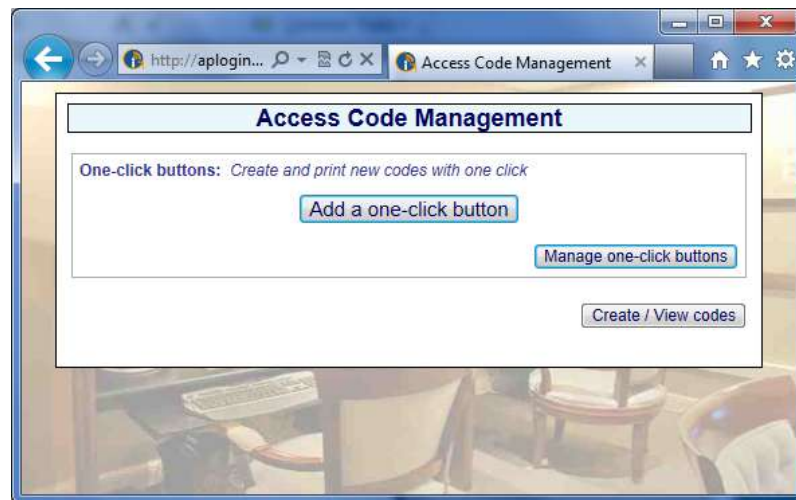 http://aplogin...
Access Code Management
Access Code Management
One-click buttons: Create and print new codes with one click
Add a one-click button
Manage one-click buttons
Create / View codes